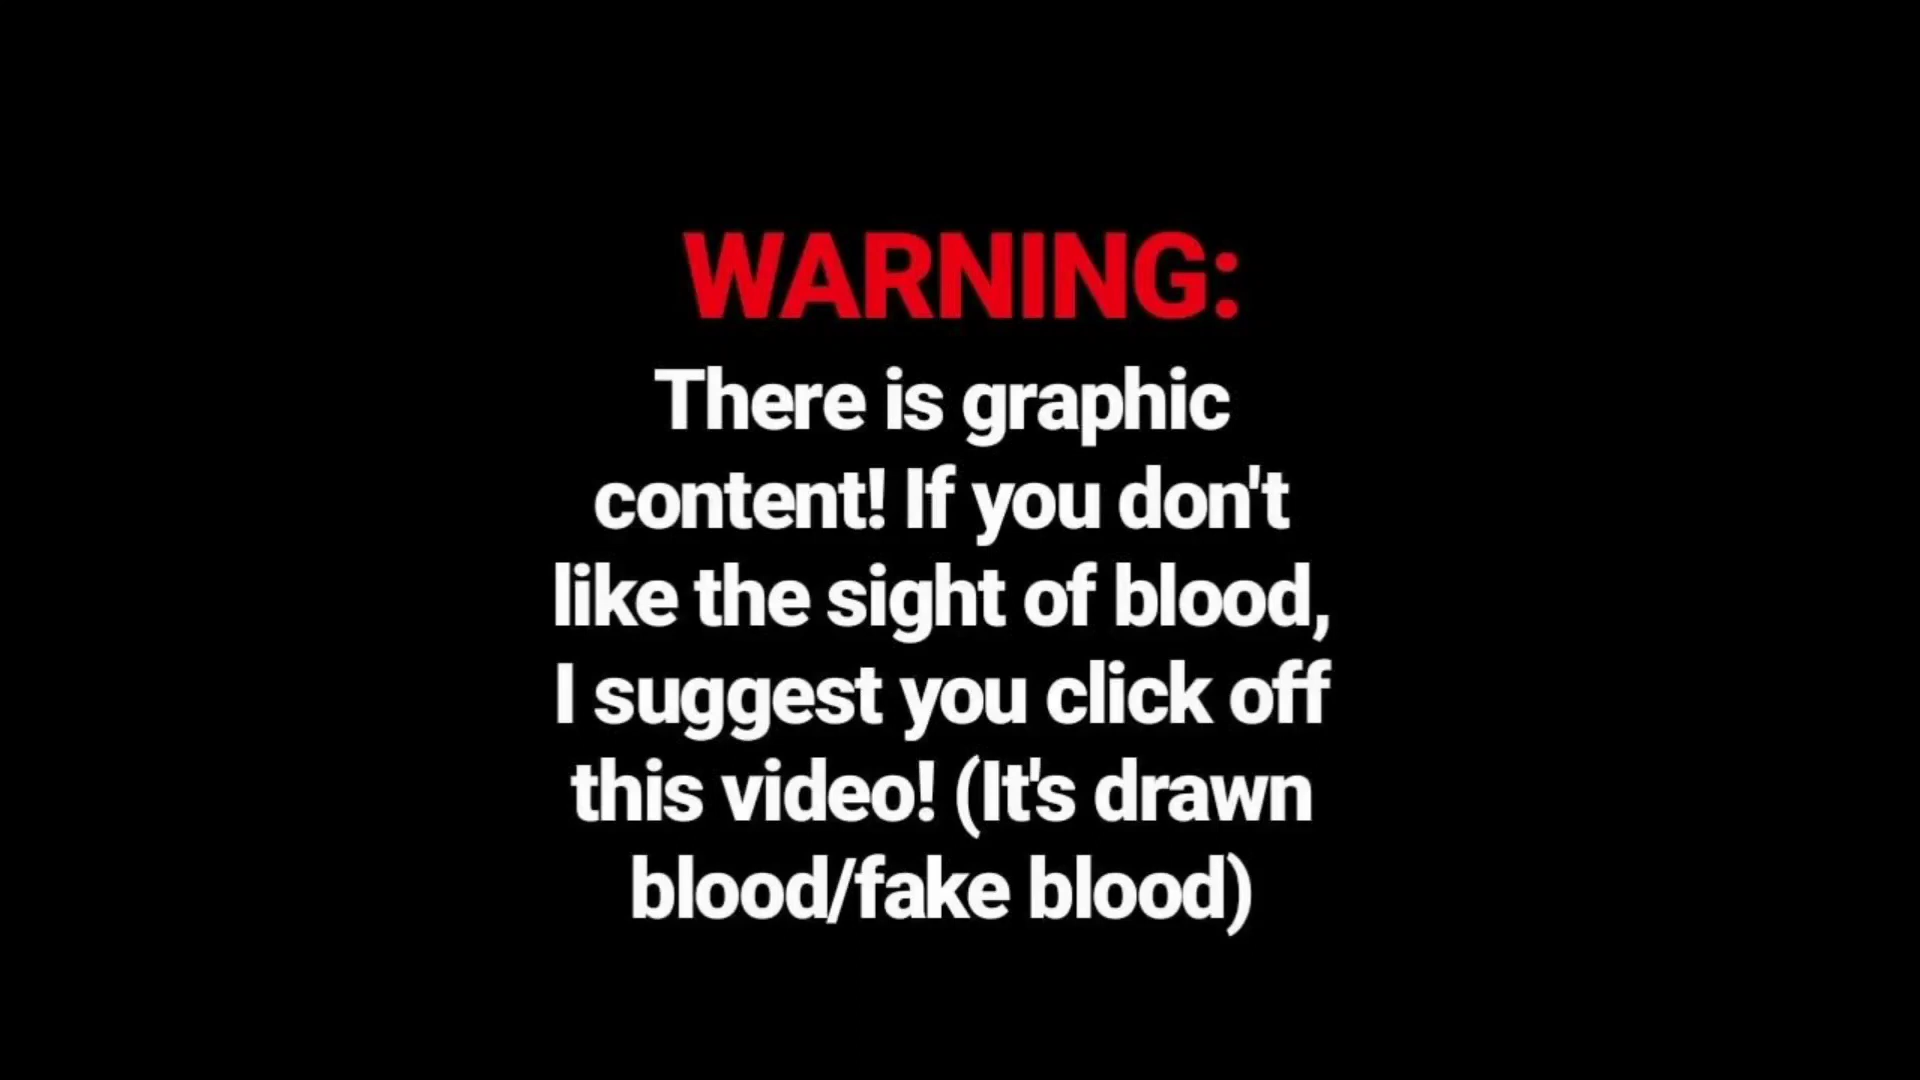 WARNING:
There is graphic
content! If you don't
like the sight of blood,
I suggest you click off
this video! (It's drawn
blood/fake blood)